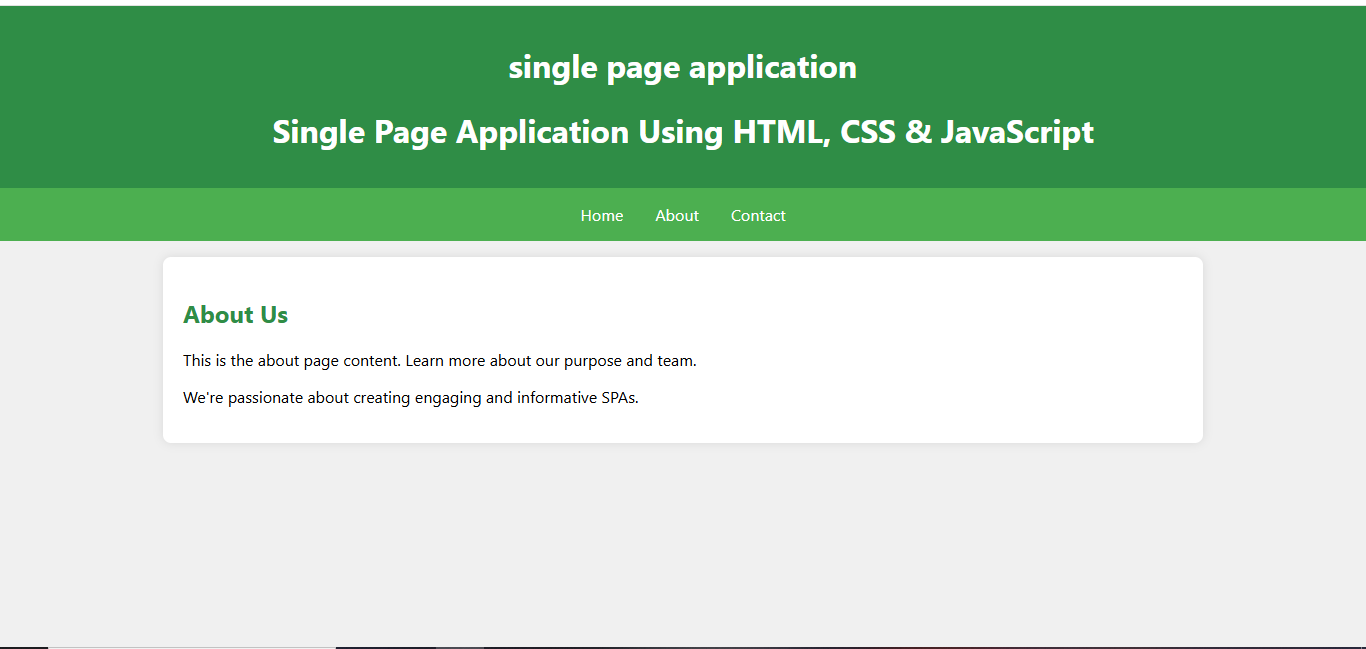 single page application
Single Page Application Using HTML, CSS & JavaScript
Home About Contact
About Us
This is the about page content. Learn more about our purpose and team.
We're passionate about creating engaging and informative SPAs.